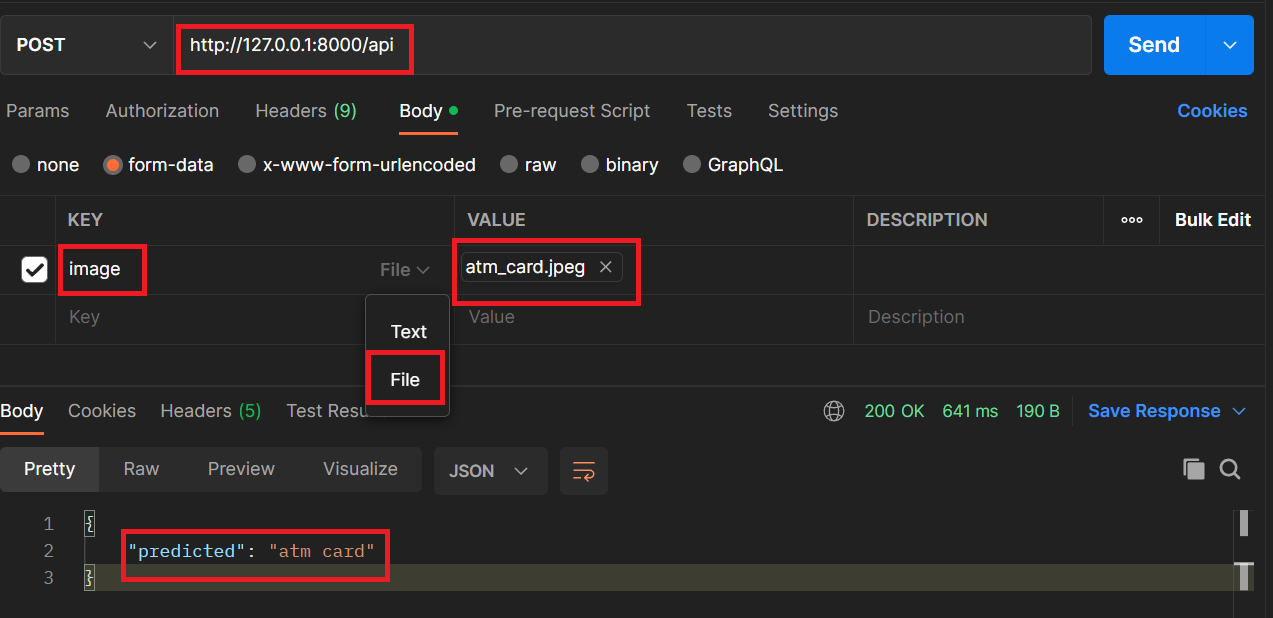 POST http://127.0.0.1:8000/api Send
Params Authorization Headers (9) Body Pre-request Script Tests Settings Cookies
none form-data x-www-form-urlencoded raw binary GraphQL
KEY VALUE DESCRIPTION Bulk Edit
image File atm_card.jpeg
Key Value Description
Text
File
Body Cookies Headers (5) Test Resu 200 OK 641 ms 190 B Save Response
Pretty Raw Preview Visualize JSON
1 {
2 "predicted": "atm card"
3 }